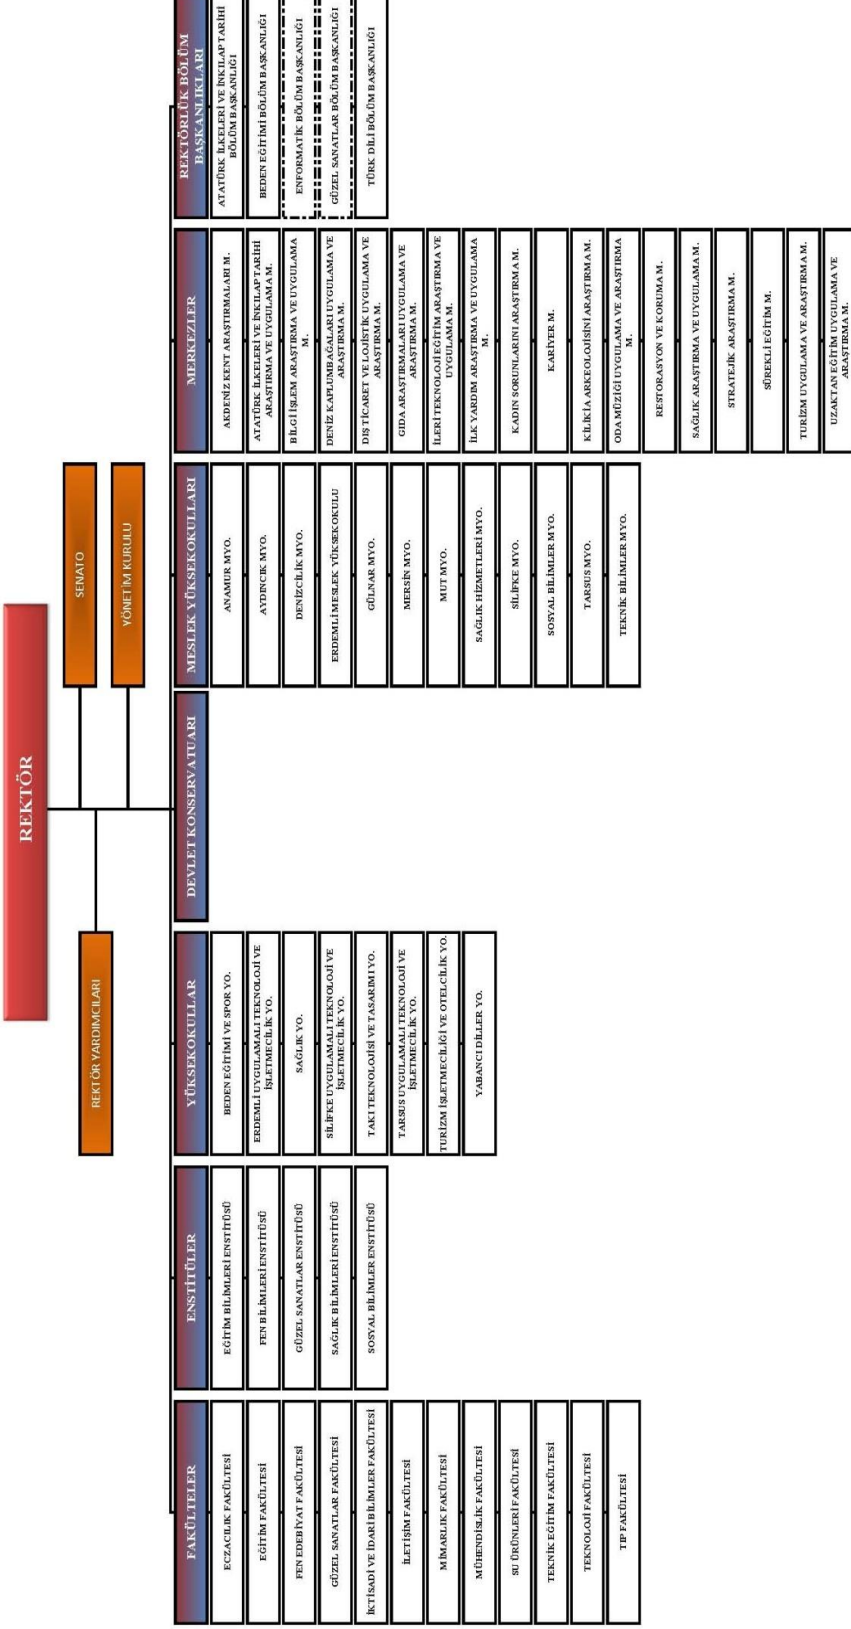 REKTÖR
REKTÖR YARDIMCILARI
SENATO
YÖNETİM KURULU
FAKÜLTELER
ECZACILIK FAKÜLTESİ
EĞİTİM FAKÜLTESİ
FEN EDEBİYAT FAKÜLTESİ
GÜZEL SANATLAR FAKÜLTESİ
İKTİSADİ VE İDARİ BİLİMLER FAKÜLTESİ
İLETİŞİM FAKÜLTESİ
MİMARLIK FAKÜLTESİ
MÜHENDİSLİK FAKÜLTESİ
SU ÜRÜNLERİ FAKÜLTESİ
TEKNİK EĞİTİM FAKÜLTESİ
TEKNOLOJİ FAKÜLTESİ
TIP FAKÜLTESİ
ENSTİTÜLER
EĞİTİM BİLİMLERİ ENSTİTÜSÜ
FEN BİLİMLERİ ENSTİTÜSÜ
GÜZEL SANATLAR ENSTİTÜSÜ
SAĞLIK BİLİMLERİ ENSTİTÜSÜ
SOSYAL BİLİMLER ENSTİTÜSÜ
YÜKSEKOKULLAR
BEDEN EĞİTİMİ VE SPOR YO.
ERDEMLİ UYGULAMALI TEKNOLOJİ VE
İŞLETMECİLİK YO.
SAĞLIK YO.
SİLİFKE UYGULAMALI TEKNOLOJİ VE
İŞLETMECİLİK YO.
TAKI TEKNOLOJİSİ VE TASARIMI YO.
TARSUS UYGULAMALI TEKNOLOJİ VE
İŞLETMECİLİK YO.
TURİZM İŞLETMECİLİĞİ VE OTELCİLİK YO.
YABANCI DİLLER YO.
DEVLET KONSERVATUARI
MESLEK YÜKSEKOKULLARI
ANAMUR MYO.
AYDINCIK MYO.
DENİZCİLİK MYO.
ERDEMLİ MESLEK YÜKSEKOKULU
GÜLNAR MYO.
MERSİN MYO.
MUT MYO.
SAĞLIK HİZMETLERİ MYO.
SİLİFKE MYO.
SOSYAL BİLİMLER MYO.
TARSUS MYO.
TEKNİK BİLİMLER MYO.
MERKEZLER
AKDENİZ KENT ARAŞTIRMALARI M.
ATATÜRK İLKELERİ VE İNKILAP TARİHİ
ARAŞTIRMA VE UYGULAMA M.
BİLGİ İŞLEM ARAŞTIRMA VE UYGULAMA
M.
DENİZ KAPLUMBAĞALARI UYGULAMA VE
ARAŞTIRMA M.
DIŞ TİCARET VE LOJİSTİK UYGULAMA VE
ARAŞTIRMA M.
GIDA ARAŞTIRMALARI UYGULAMA VE
ARAŞTIRMA M.
İLERİ TEKNOLOJİ EĞİTİM ARAŞTIRMA VE
UYGULAMA M.
İLK YARDIM ARAŞTIRMA VE UYGULAMA
M.
KADIN SORUNLARINI ARAŞTIRMA M.
KARİYER M.
KİLİKİA ARKEOLOJİSİNİ ARAŞTIRMA M.
ODA MÜZİĞİ UYGULAMA VE ARAŞTIRMA
M.
RESTORASYON VE KORUMA M.
SAĞLIK ARAŞTIRMA VE UYGULAMA M.
STRATEJİK ARAŞTIRMA M.
SÜREKLİ EĞİTİM M.
TURİZM UYGULAMA VE ARAŞTIRMA M.
UZAKTAN EĞİTİM UYGULAMA VE
ARAŞTIRMA M.
REKTÖRLÜK BÖLÜM
BAŞKANLIKLARI
ATATÜRK İLKELERİ VE İNKILAP TARİHİ
BÖLÜM BAŞKANLIĞI
BEDEN EĞİTİMİ BÖLÜM BAŞKANLIĞI
ENFORMATİK BÖLÜM BAŞKANLIĞI
GÜZEL SANATLAR BÖLÜM BAŞKANLIĞI
TÜRK DİLİ BÖLÜM BAŞKANLIĞI